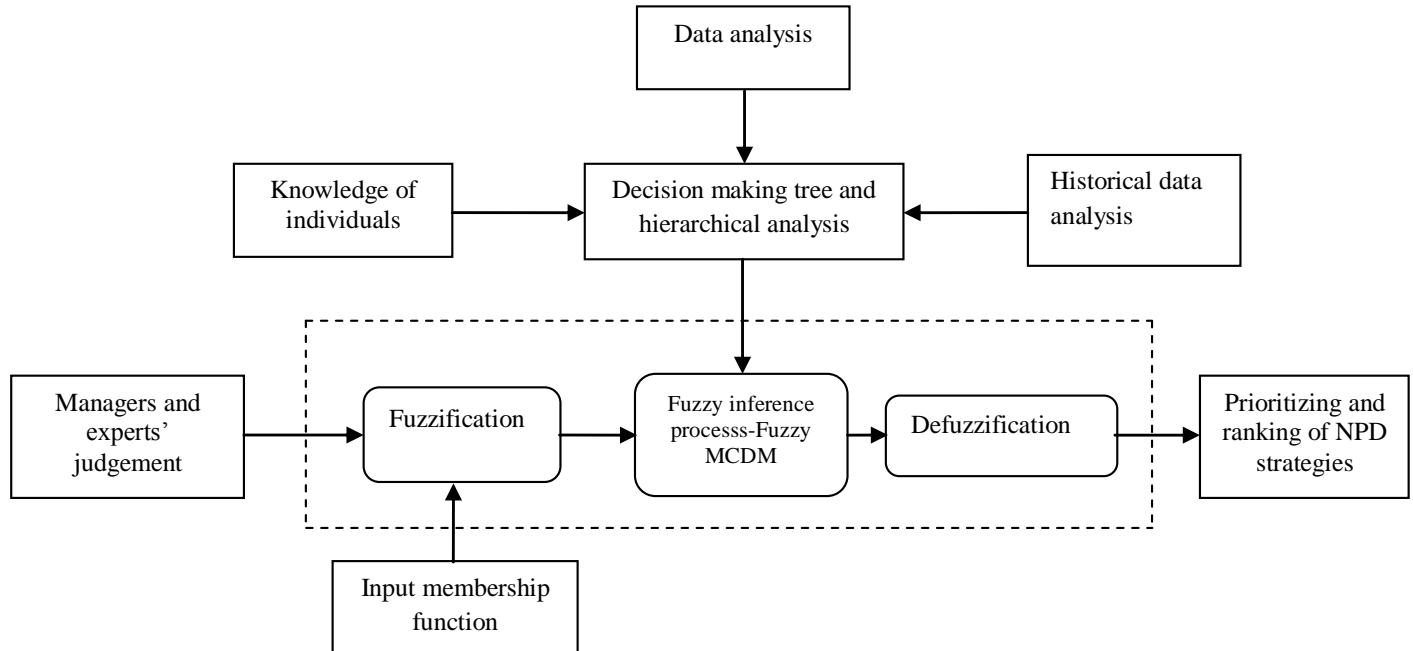 Data analysis
Knowledge of
individuals
Decision making tree and
hierarchical analysis
Historical data
analysis
Managers and
experts’
judgement
Fuzzification
Fuzzy inference
processs-Fuzzy
MCDM
Defuzzification
Prioritizing and
ranking of NPD
strategies
Input membership
function